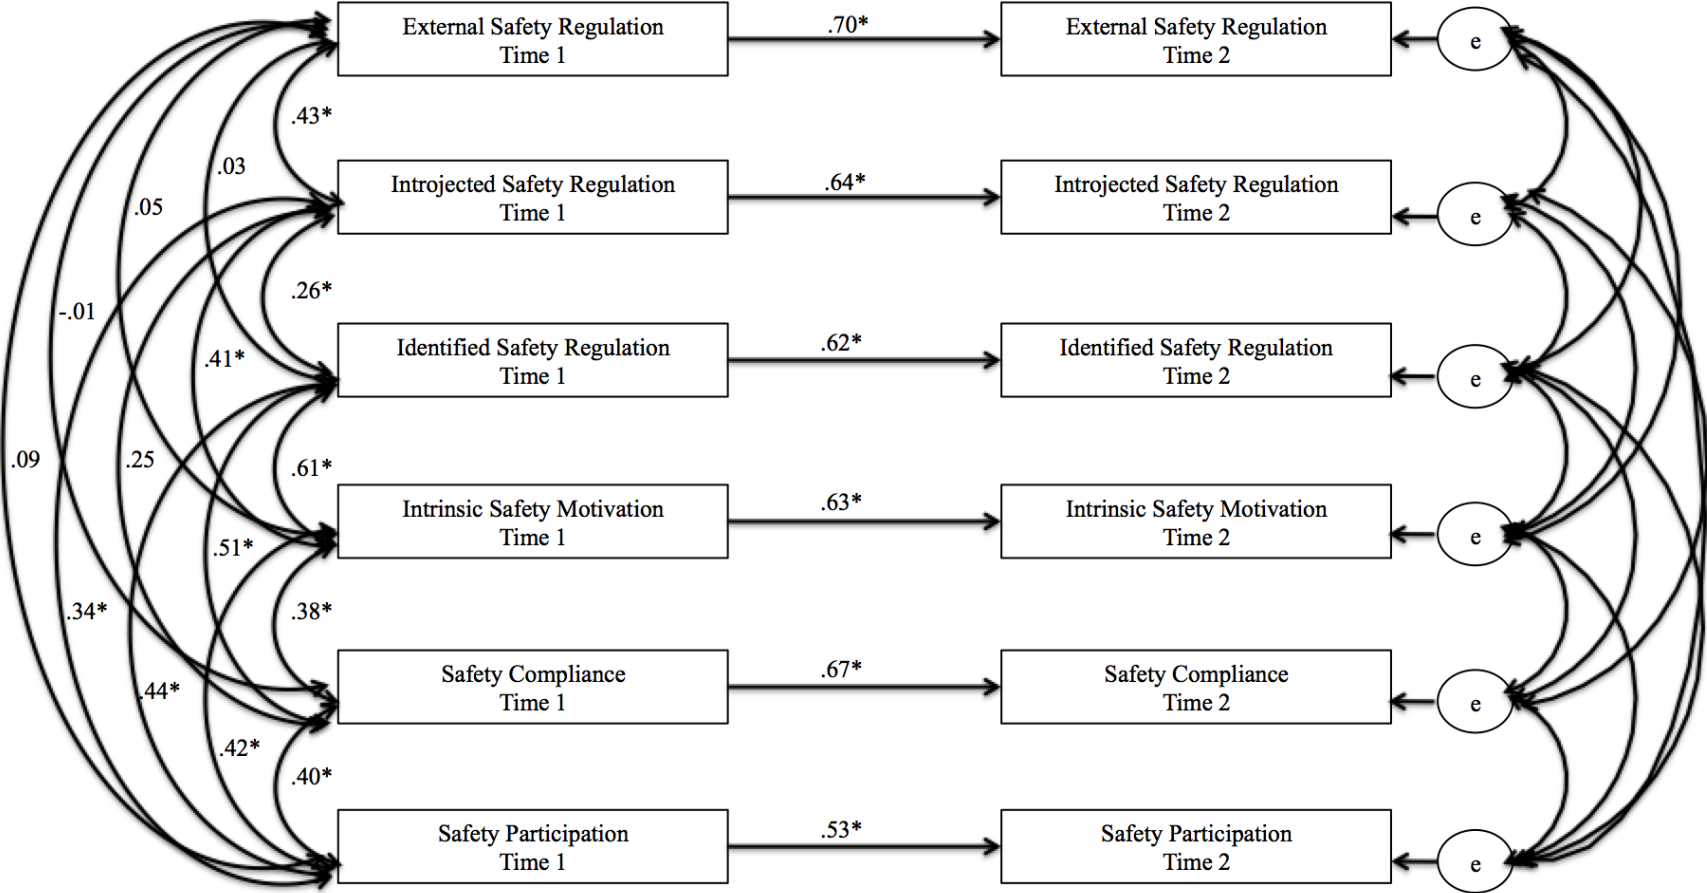 External Safety Regulation
Time 1
.70*
External Safety Regulation
Time 2
e
.43*
.03
Introjected Safety Regulation
Time 1
.64*
Introjected Safety Regulation
Time 2
e
.05
.26*
-.01
Identified Safety Regulation
Time 1
.62*
Identified Safety Regulation
Time 2
e
.41*
.09
.25
.61*
Intrinsic Safety Motivation
Time 1
.63*
Intrinsic Safety Motivation
Time 2
e
.51*
.34*
.38*
Safety Compliance
Time 1
.67*
Safety Compliance
Time 2
e
.44*
.42*
.40*
Safety Participation
Time 1
.53*
Safety Participation
Time 2
e